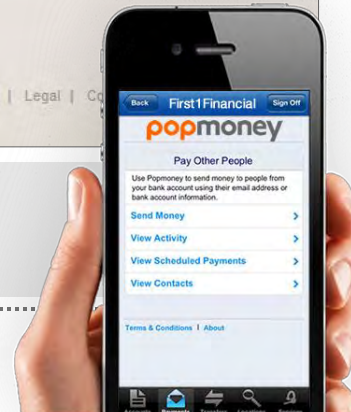 | Legal |
Back First1Financial Sign Off
popmoney
Pay Other People
Use Popmoney to send money to people from
your bank account using their email address or
bank account information.
Send Money
View Activity
View Scheduled Payments
View Contacts
Terms & Conditions | About
Payments